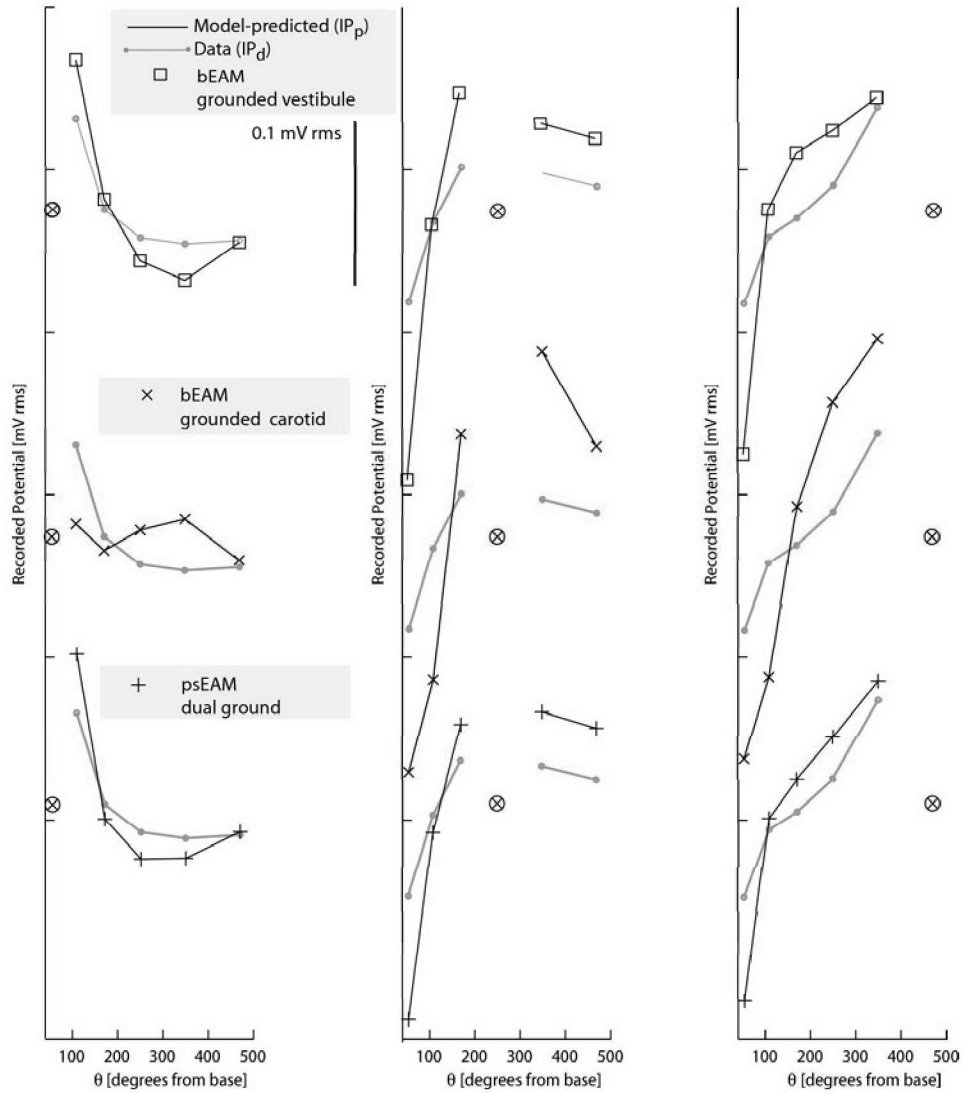 Model-predicted (IPp)
Data (IPd)
bEAM
grounded vestibule
0.1 mV rms
bEAM
grounded carotid
psEAM
dual ground
Recorded Potential [mV rms]
Recorded Potential [mV rms]
Recorded Potential [mV rms]
100 200 300 400 500
100 200 300 400 500
100 200 300 400 500
θ [degrees from base]
θ [degrees from base]
θ [degrees from base]